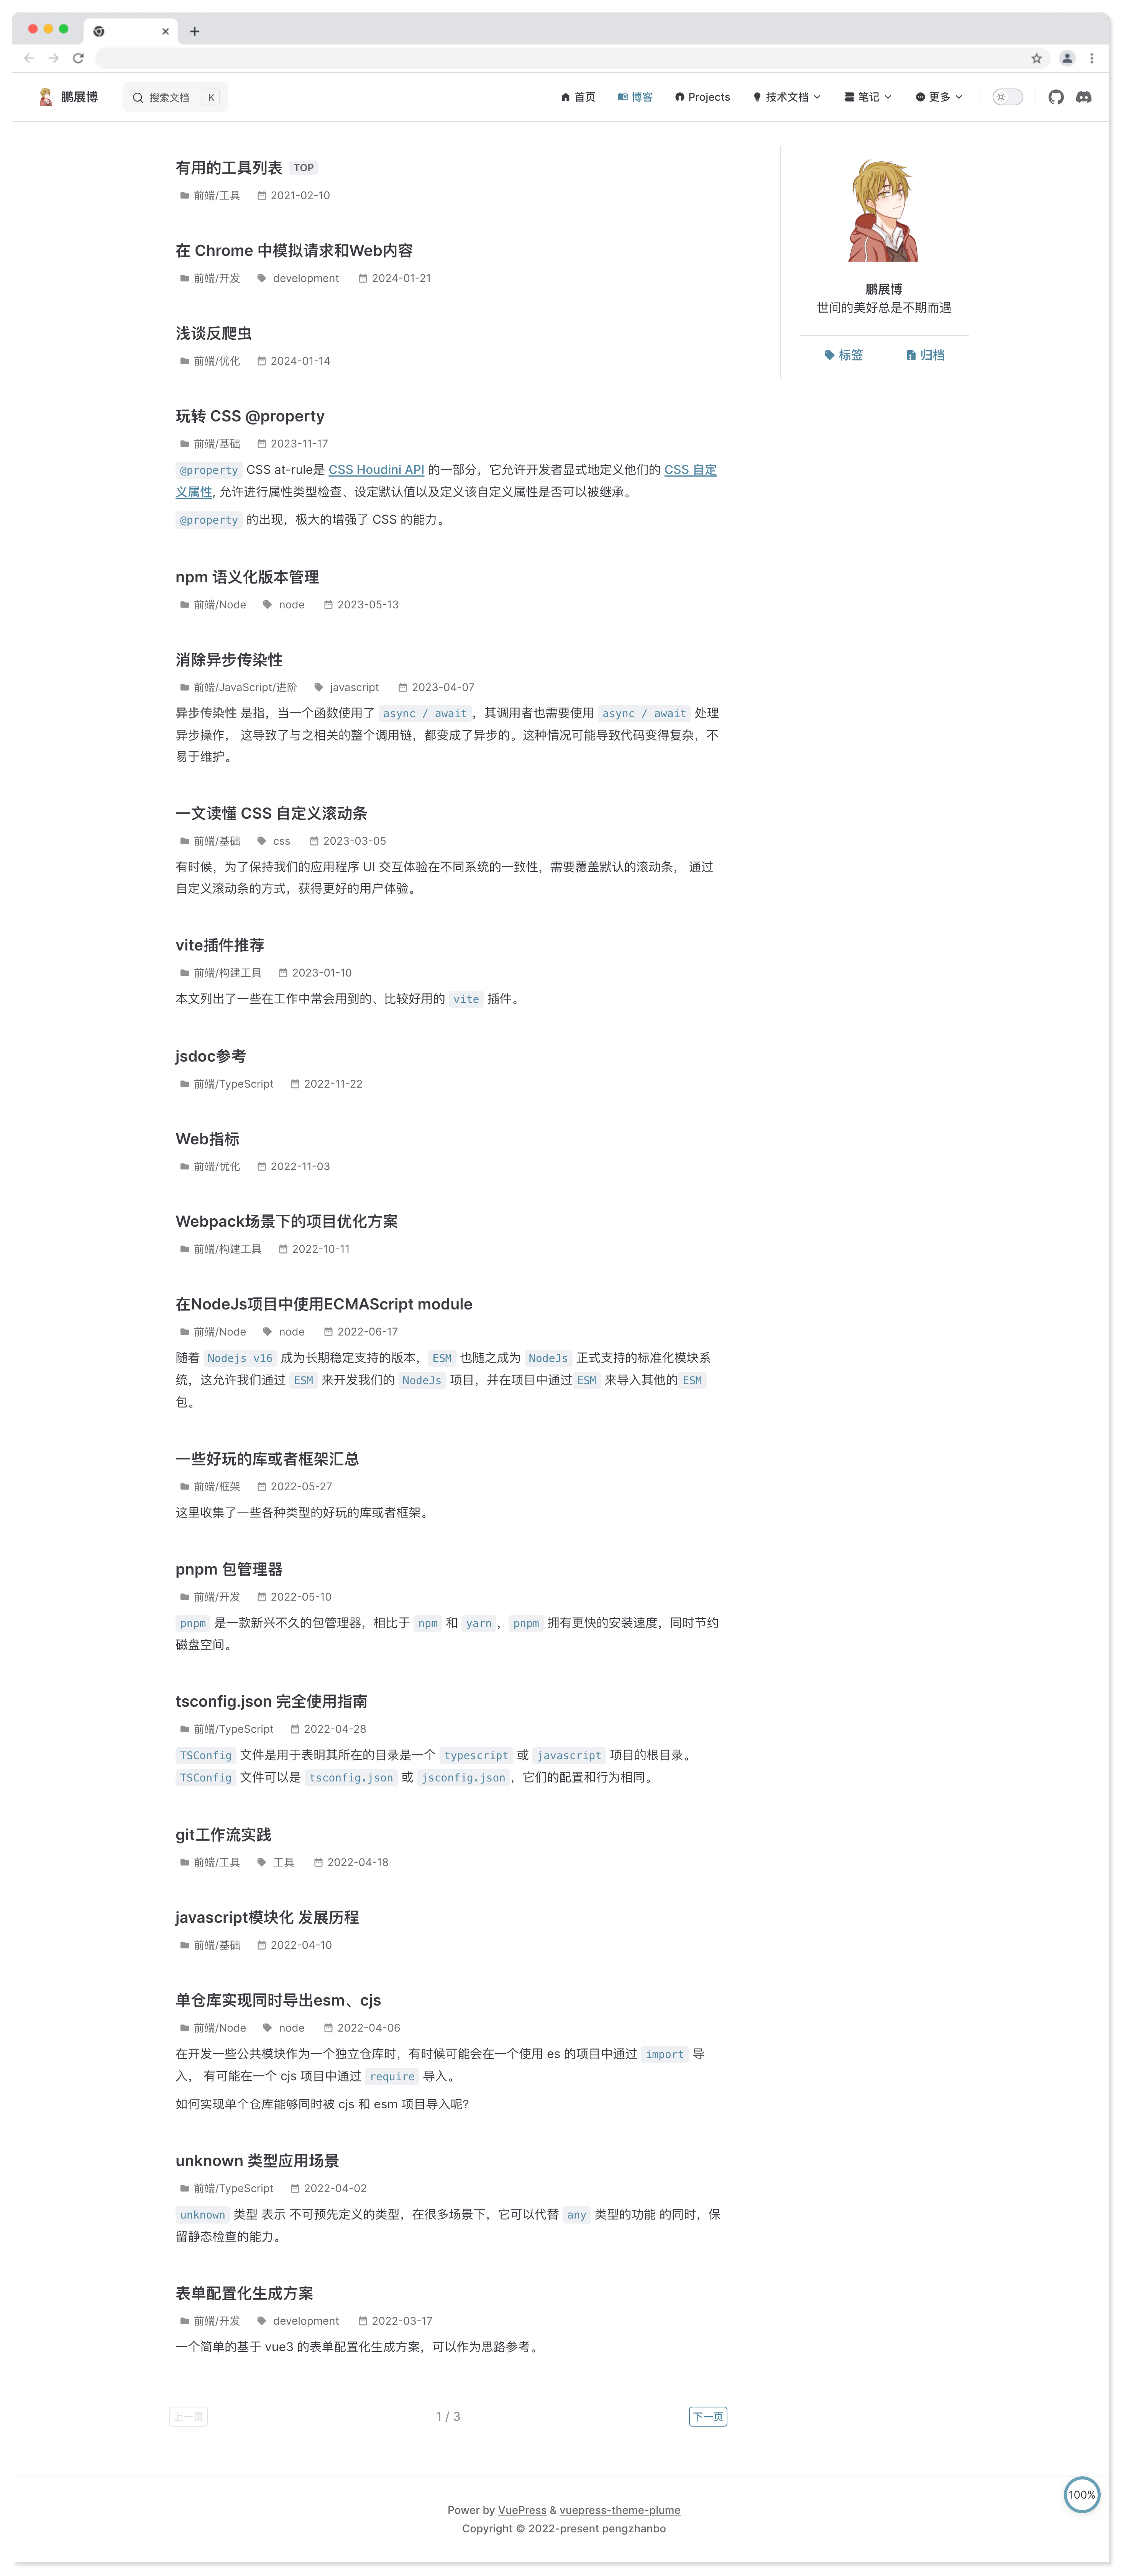 鹏展博
搜索文档 K
首页 博客 Projects 技术文档 笔记 更多
有用的工具列表 TOP
前端/工具 2021-02-10
在 Chrome 中模拟请求和Web内容
前端/开发 development 2024-01-21
浅谈反爬虫
前端/优化 2024-01-14
玩转 CSS @property
前端/基础 2023-11-17
@property CSS at-rule是 CSS Houdini API 的一部分，它允许开发者显式地定义他们的 CSS 自定
义属性, 允许进行属性类型检查、设定默认值以及定义该自定义属性是否可以被继承。
@property 的出现，极大的增强了 CSS 的能力。
npm 语义化版本管理
前端/Node node 2023-05-13
消除异步传染性
前端/JavaScript/进阶 javascript 2023-04-07
异步传染性 是指，当一个函数使用了 async / await，其调用者也需要使用 async / await 处理
异步操作， 这导致了与之相关的整个调用链，都变成了异步的。这种情况可能导致代码变得复杂，不
易于维护。
一文读懂 CSS 自定义滚动条
前端/基础 css 2023-03-05
有时候，为了保持我们的应用程序 UI 交互体验在不同系统的一致性，需要覆盖默认的滚动条， 通过
自定义滚动条的方式，获得更好的用户体验。
vite插件推荐
前端/构建工具 2023-01-10
本文列出了一些在工作中常会用到的、比较好用的 vite 插件。
jsdoc参考
前端/TypeScript 2022-11-22
Web指标
前端/优化 2022-11-03
Webpack场景下的项目优化方案
前端/构建工具 2022-10-11
在NodeJs项目中使用ECMAScript module
前端/Node node 2022-06-17
随着 Nodejs v16 成为长期稳定支持的版本， ESM 也随之成为 NodeJs 正式支持的标准化模块系
统，这允许我们通过 ESM 来开发我们的 NodeJs 项目，并在项目中通过 ESM 来导入其他的 ESM
包。
一些好玩的库或者框架汇总
前端/框架 2022-05-27
这里收集了一些各种类型的好玩的库或者框架。
pnpm 包管理器
前端/开发 2022-05-10
pnpm 是一款新兴不久的包管理器，相比于 npm 和 yarn， pnpm 拥有更快的安装速度，同时节约
磁盘空间。
tsconfig.json 完全使用指南
前端/TypeScript 2022-04-28
TSConfig 文件是用于表明其所在的目录是一个 typescript 或 javascript 项目的根目录。
TSConfig 文件可以是 tsconfig.json 或 jsconfig.json，它们的配置和行为相同。
git工作流实践
前端/工具 工具 2022-04-18
javascript模块化 发展历程
前端/基础 2022-04-10
单仓库实现同时导出esm、cjs
前端/Node node 2022-04-06
在开发一些公共模块作为一个独立仓库时，有时候可能会在一个使用 es 的项目中通过 import 导
入， 有可能在一个 cjs 项目中通过 require 导入。
如何实现单个仓库能够同时被 cjs 和 esm 项目导入呢?
unknown 类型应用场景
前端/TypeScript 2022-04-02
unknown 类型 表示 不可预先定义的类型，在很多场景下，它可以代替 any 类型的功能 的同时，保
留静态检查的能力。
表单配置化生成方案
前端/开发 development 2022-03-17
一个简单的基于 vue3 的表单配置化生成方案，可以作为思路参考。
上一页 1 / 3 下一页
鹏展博
世间的美好总是不期而遇
标签 归档
100%
Power by VuePress & vuepress-theme-plume
Copyright © 2022-present pengzhanbo